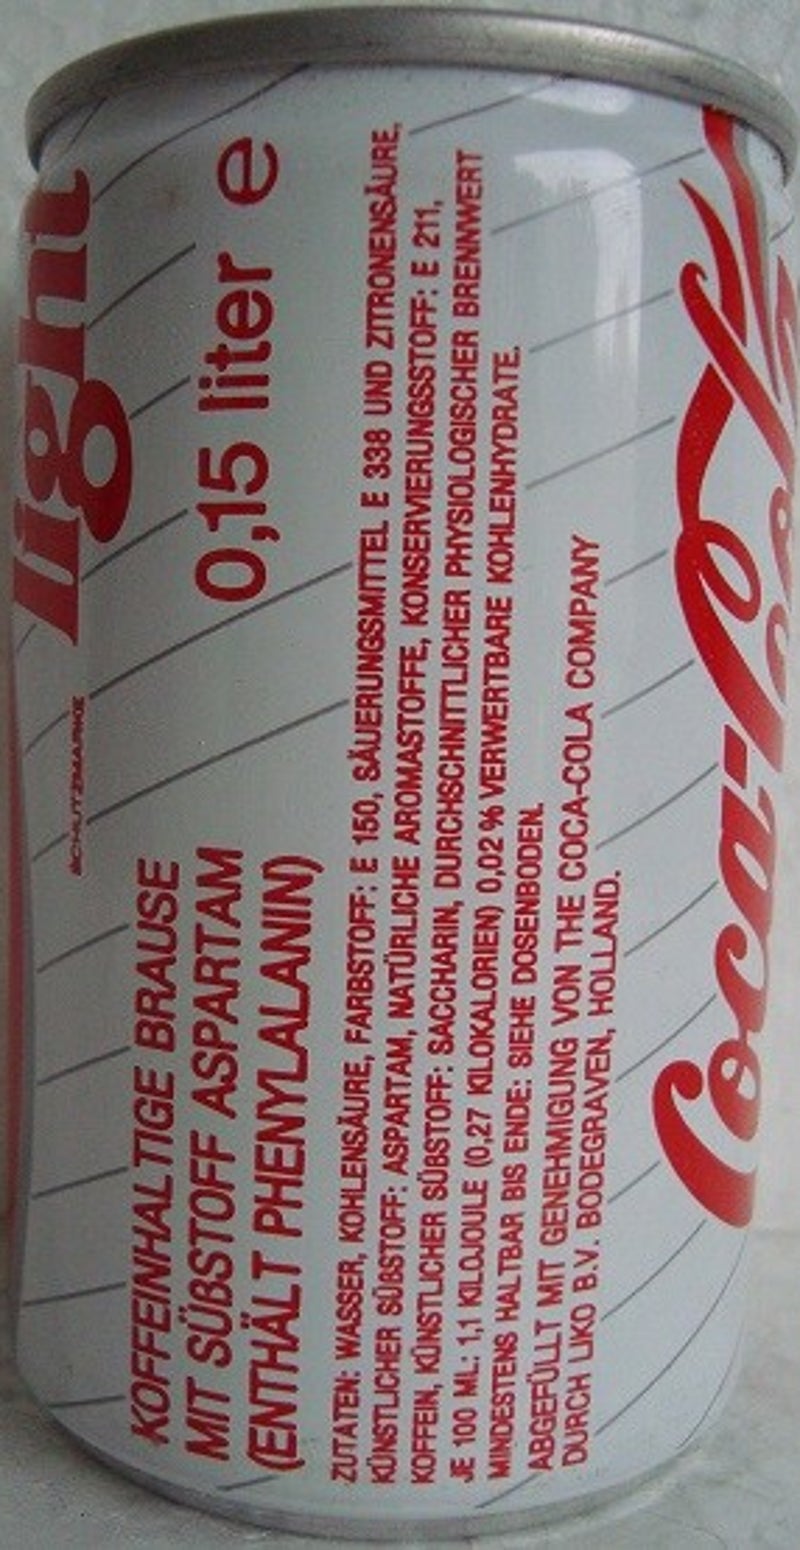 light
SCHUTZMARKE
0,15 liter e
KOFFEINHALTIGE BRAUSE
MIT SÜßSTOFF ASPARTAM
(ENTHÄLT PHENYLALANIN)
ZUTATEN: WASSER, KOHLENSÄURE, FARBSTOFF: E 150, SÄUERUNGSMITTEL E 338 UND ZITRONENSÄURE,
KÜNSTLICHER SÜßSTOFF: ASPARTAM, NATÜRLICHE AROMASTOFFE, KONSERVIERUNGSSTOFF: E 211,
KOFFEIN, KÜNSTLICHER SÜßSTOFF: SACCHARIN, DURCHSCHNITTLICHER PHYSIOLOGISCHER BRENNWERT
JE 100 ML: 1,1 KILOJOULE (0,27 KILOKALORIEN) 0,02 % VERWERTBARE KOHLENHYDRATE.
MINDESTENS HALTBAR BIS ENDE: SIEHE DOSENBODEN.
ABGEFÜLLT MIT GENEHMIGUNG VON THE COCA-COLA COMPANY
DURCH LIKO B.V. BODEGRAVEN, HOLLAND.
Coca-Cola